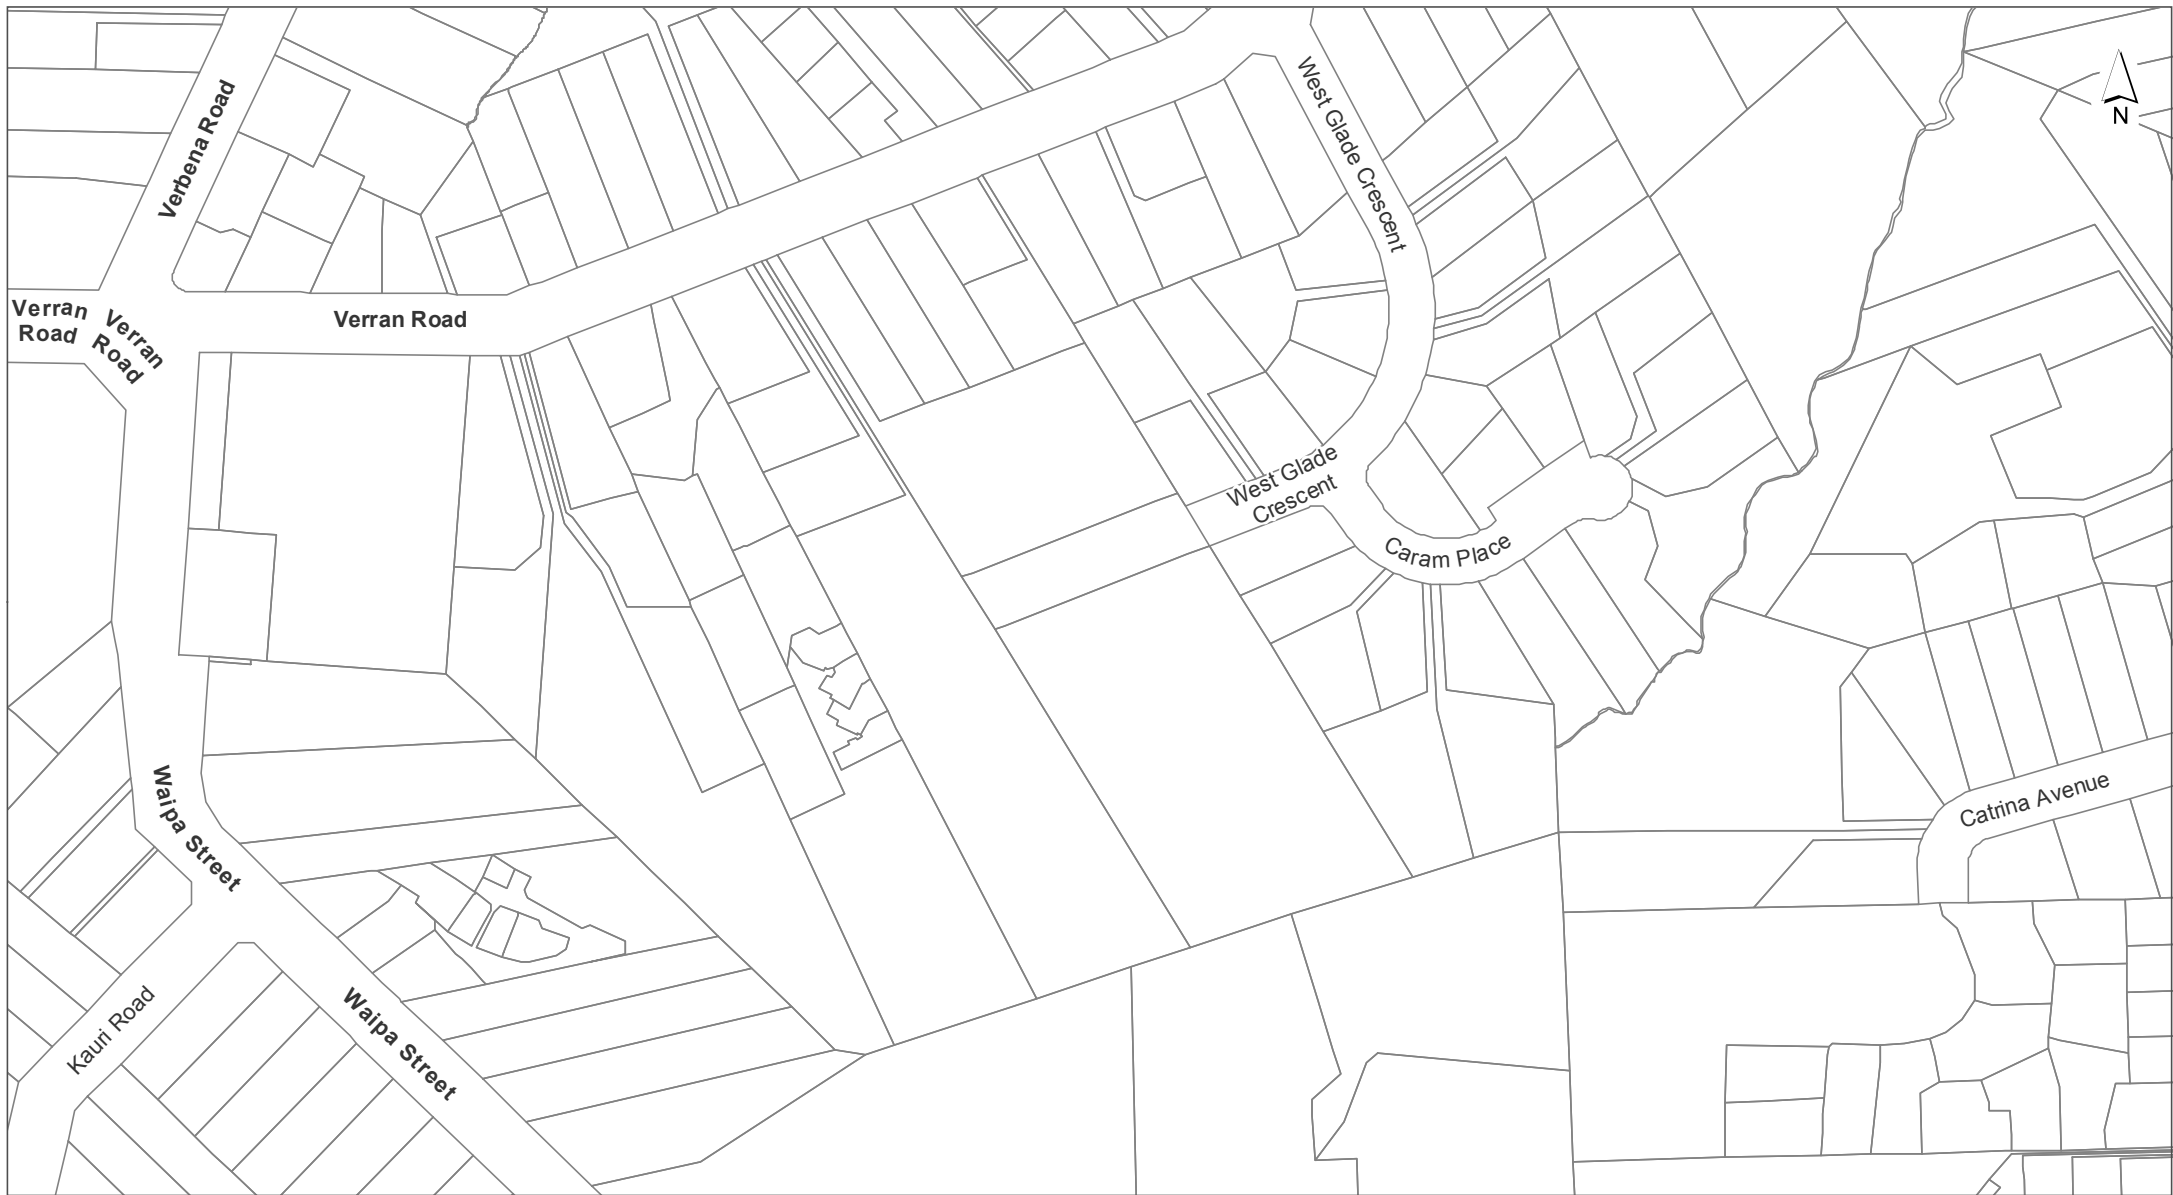 N
West Glade Crescent
Verbena Road
Verran
Road
Verran
Road
Verran Road
West Glade
Crescent
Caram Place
Catrina Avenue
Waipa Street
Kauri Road
Waipa Street